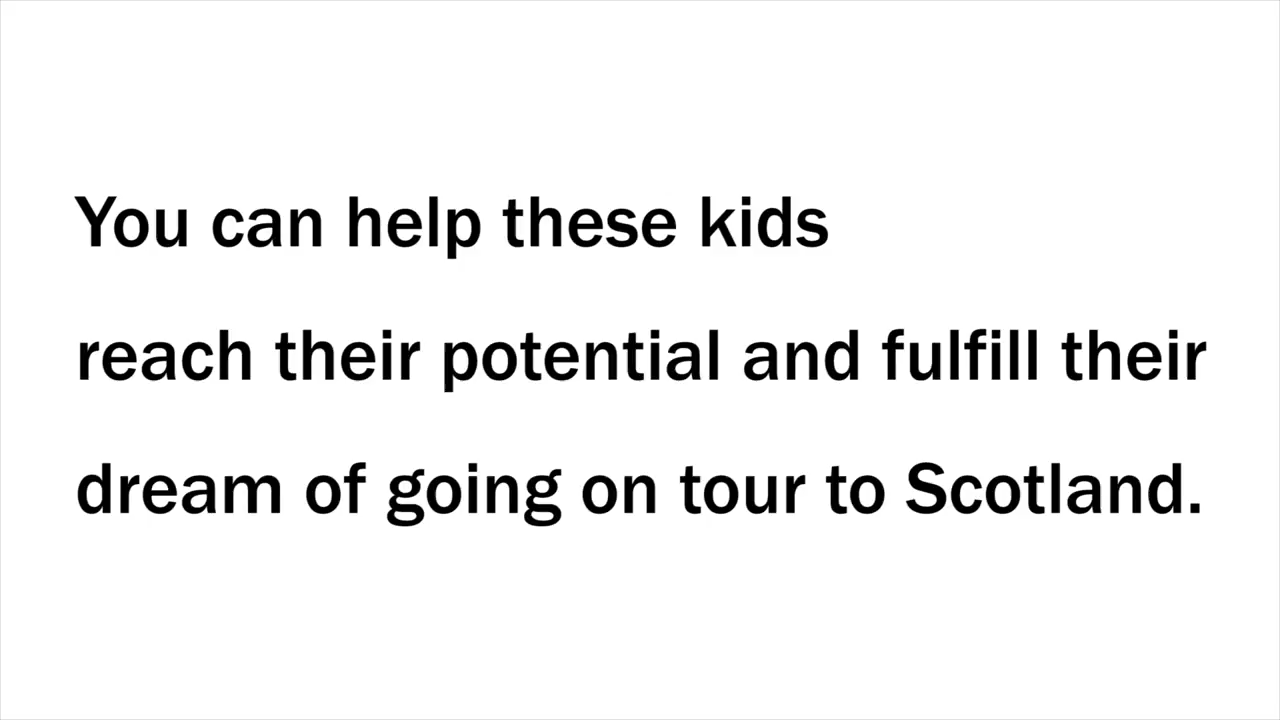 You can help these kids
reach their potential and fulfill their
dream of going on tour to Scotland.